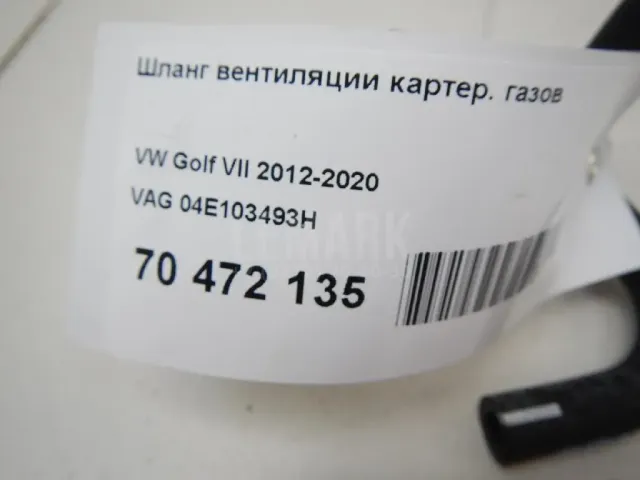 Шланг вентиляции картер. газов
VW Golf VII 2012-2020
VAG 04E103493H
70 472 135